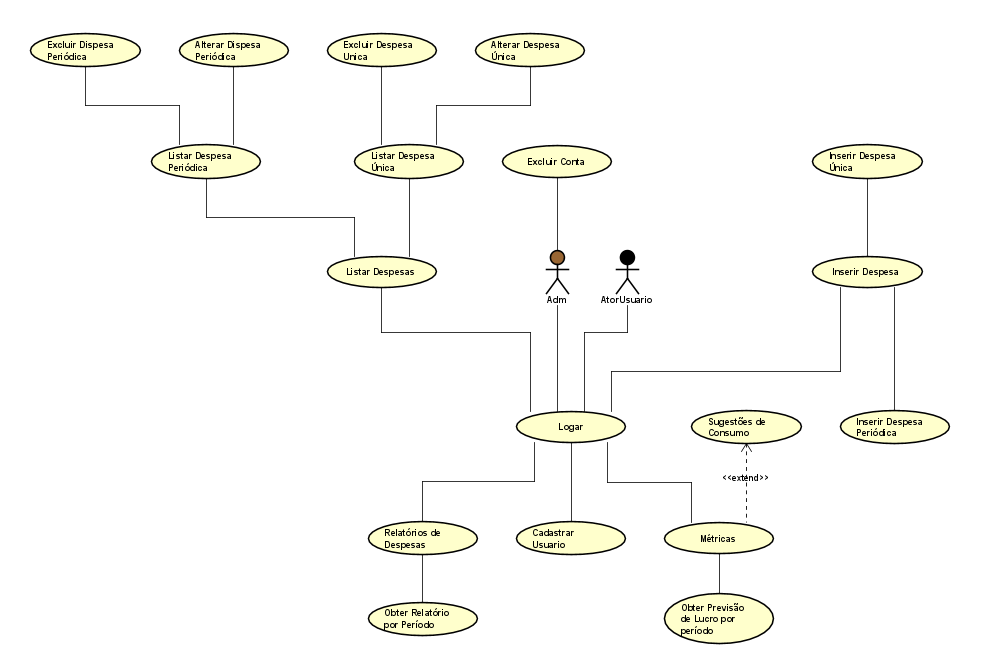 Excluir Dispesa
Periódica
Alterar Dispesa
Periódica
Excluir Despesa
Unica
Alterar Despesa
Única
Listar Despesa
Periódica
Listar Despesa
Única
Excluir Conta
Inserir Despesa
Única
Listar Despesas
Adm
AtorUsuario
Inserir Despesa
Logar
Sugestões de
Consumo
Inserir Despesa
Periódica
<<extend>>
Relatórios de
Despesas
Cadastrar
Usuario
Métricas
Obter Relatório
por Período
Obter Previsão
de Lucro por
período